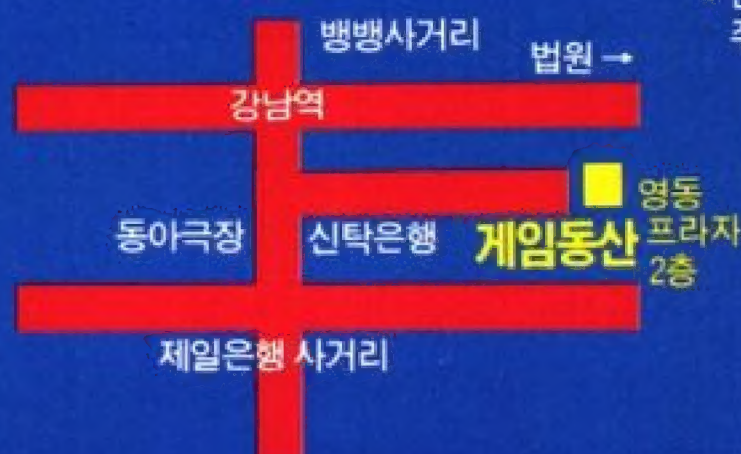 뱅뱅사거리
법원 →
강남역
영동
프라자
2층
동아극장
신탁은행
게임동산
제일은행 사거리